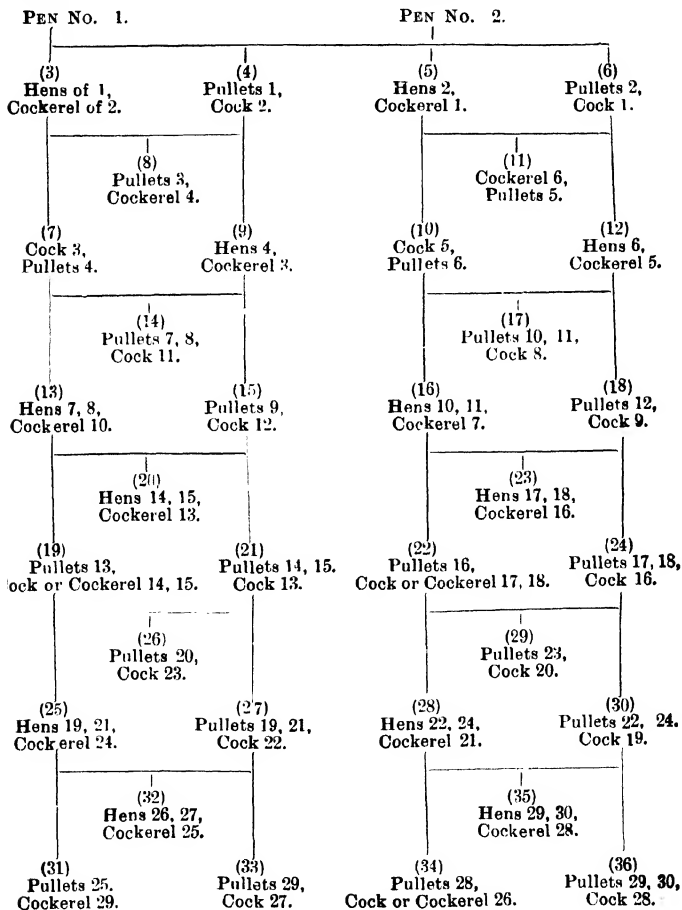 PEN NO. 1. PEN NO. 2.
(3) (4) (5) (6)
Hens of 1, Pullets 1, Hens 2, Pullets 2,
Cockerel of 2. Cock 2. Cockerel 1. Cock 1.
(8) (11)
Pullets 3, Cockerel 6,
Cockerel 4. Pullets 5.
(7) (9) (10) (12)
Cock 3, Hens 4, Cock 5, Hens 6,
Pullets 4. Cockerel 3. Pullets 6. Cockerel 5.
(14) (17)
Pullets 7, 8, Pullets 10, 11,
Cock 11. Cock 8.
(13) (15) (16) (18)
Hens 7, 8, Pullets 9, Hens 10, 11, Pullets 12,
Cockerel 10. Cock 12. Cockerel 7. Cock 9.
(20) (23)
Hens 14, 15, Hens 17, 18,
Cockerel 13. Cockerel 16.
(19) (21) (22) (24)
Pullets 13, Pullets 14, 15. Pullets 16, Pullets 17, 18,
ock or Cockerel 14, 15. Cock 13. Cock or Cockerel 17, 18. Cock 16.
(26) (29)
Pullets 20, Pullets 23,
Cock 23. Cock 20.
(25) (27) (28) (30)
Hens 19, 21, Pullets 19, 21, Hens 22, 24, Pullets 22, 24.
Cockerel 24. Cock 22. Cockerel 21. Cock 19.
(32) (35)
Hens 26, 27, Hens 29, 30,
Cockerel 25. Cockerel 28.
(31) (33) (34) (36)
Pullets 25. Pullets 29, Pullets 28, Pullets 29, 30,
Cockerel 29. Cock 27. Cock or Cockerel 26. Cock 28.